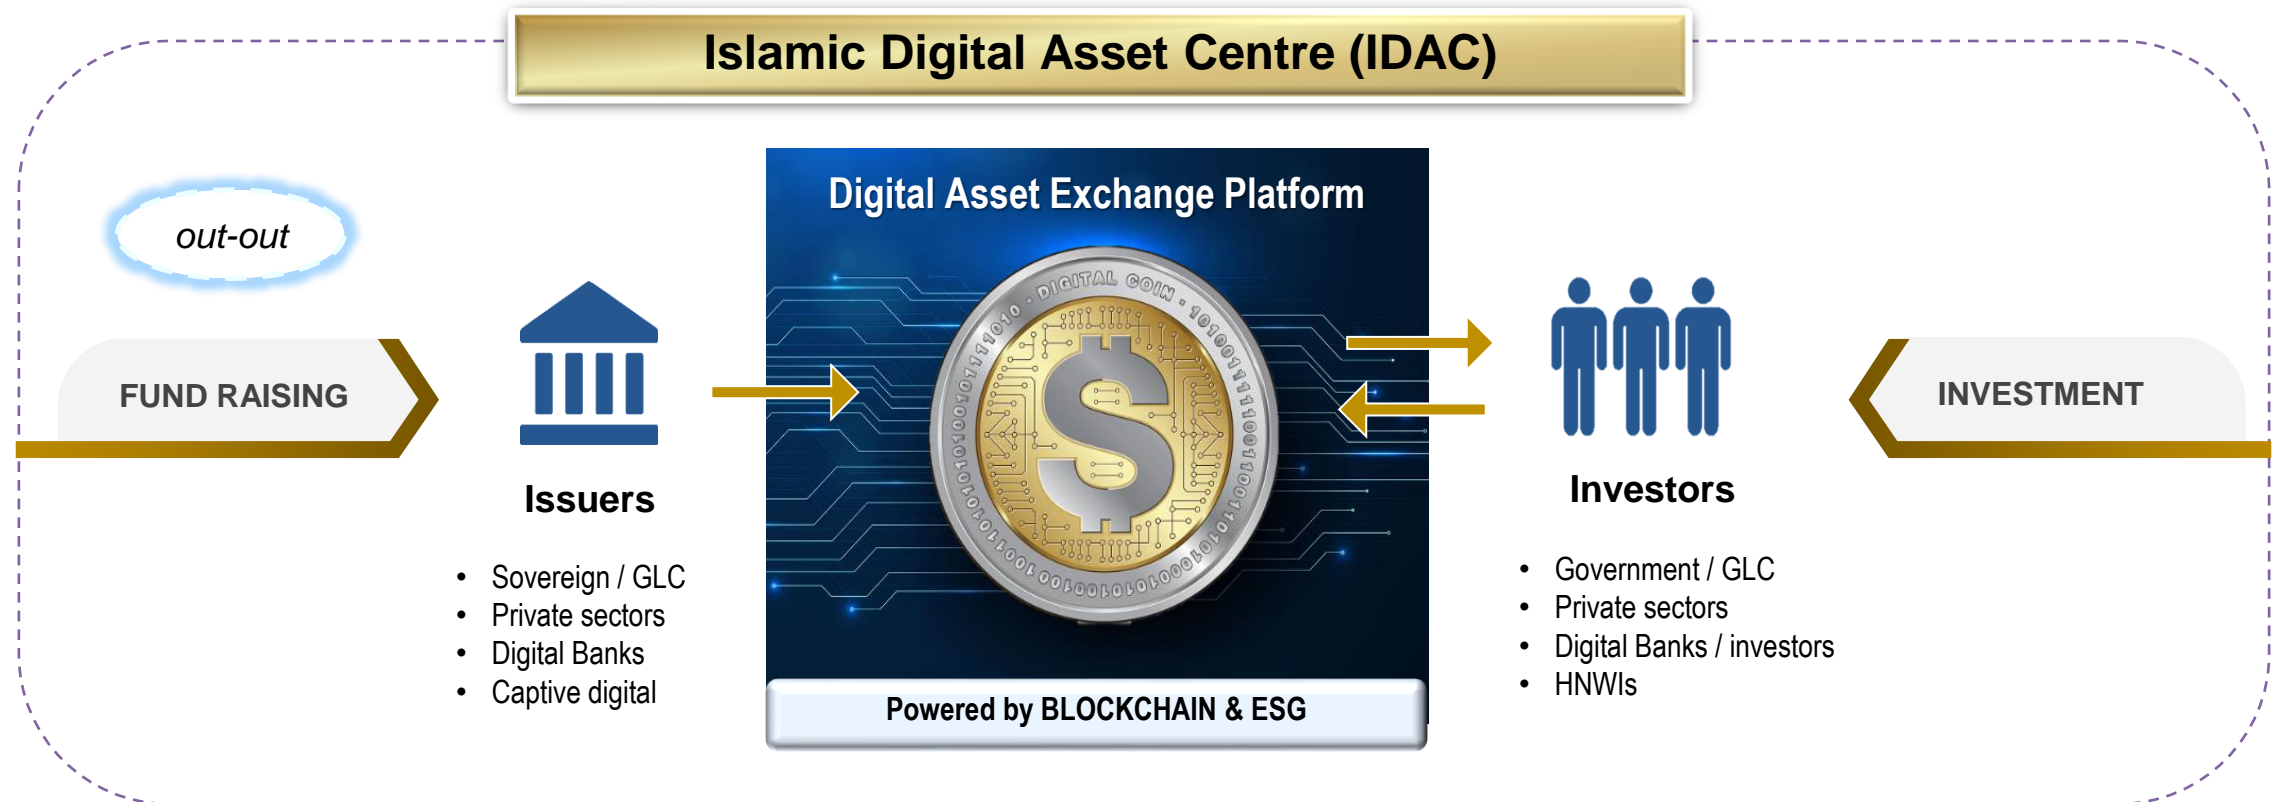 Islamic Digital Asset Centre (IDAC)
out-out
FUND RAISING
Issuers
• Sovereign / GLC
• Private sectors
• Digital Banks
• Captive digital
Digital Asset Exchange Platform
DIGITAL COIN
Powered by BLOCKCHAIN & ESG
Investors
• Government / GLC
• Private sectors
• Digital Banks / investors
• HNWIs
INVESTMENT